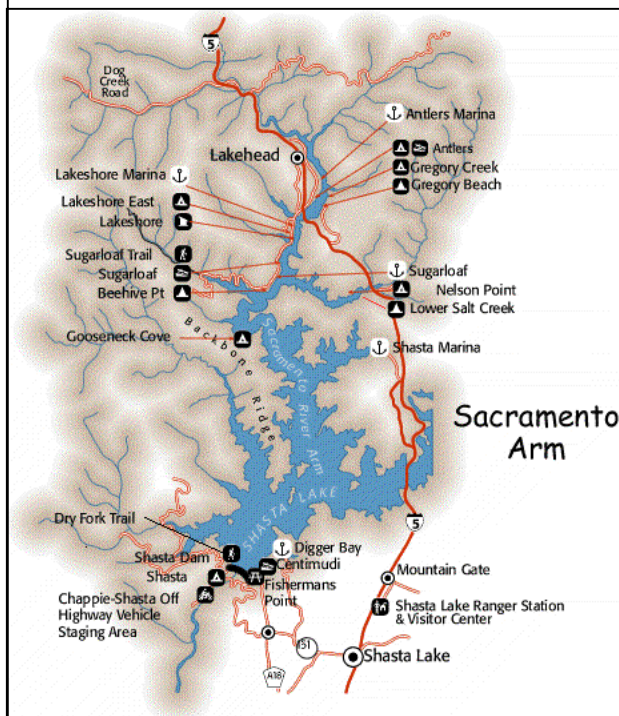 5
Dog
Creek
Road
Antlers Marina
Lakehead
Antlers
Gregory Creek
Gregory Beach
Lakeshore Marina
Lakeshore East
Lakeshore
Sugarloaf Trail
Sugarloaf
Beehive Pt
Sugarloaf
Nelson Point
Lower Salt Creek
Gooseneck Cove
Backbone Ridge
Sacramento River Arm
Shasta Marina
Sacramento
Arm
SHASTA LAKE
5
Dry Fork Trail
Shasta Dam
Shasta
Chappie-Shasta Off
Highway Vehicle
Staging Area
Digger Bay
Centimudi
Fishermans
Point
Mountain Gate
Shasta Lake Ranger Station
& Visitor Center
151
Shasta Lake
A18